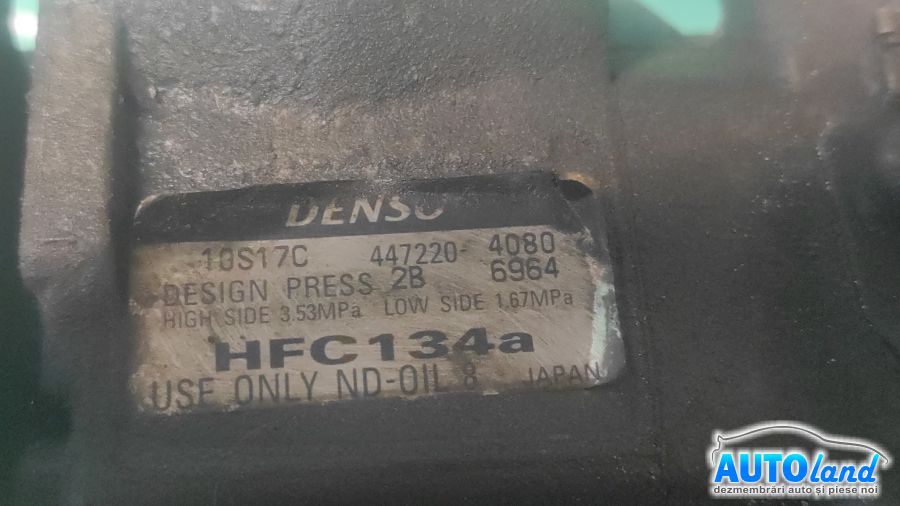 DENSO
10S17C 447220-4080
DESIGN PRESS 2B 6964
HIGH SIDE 3.53MPa LOW SIDE 1.67MPa
HFC134a
USE ONLY ND-OIL 8 JAPAN
AUTOland
dezmembrări auto și piese noi